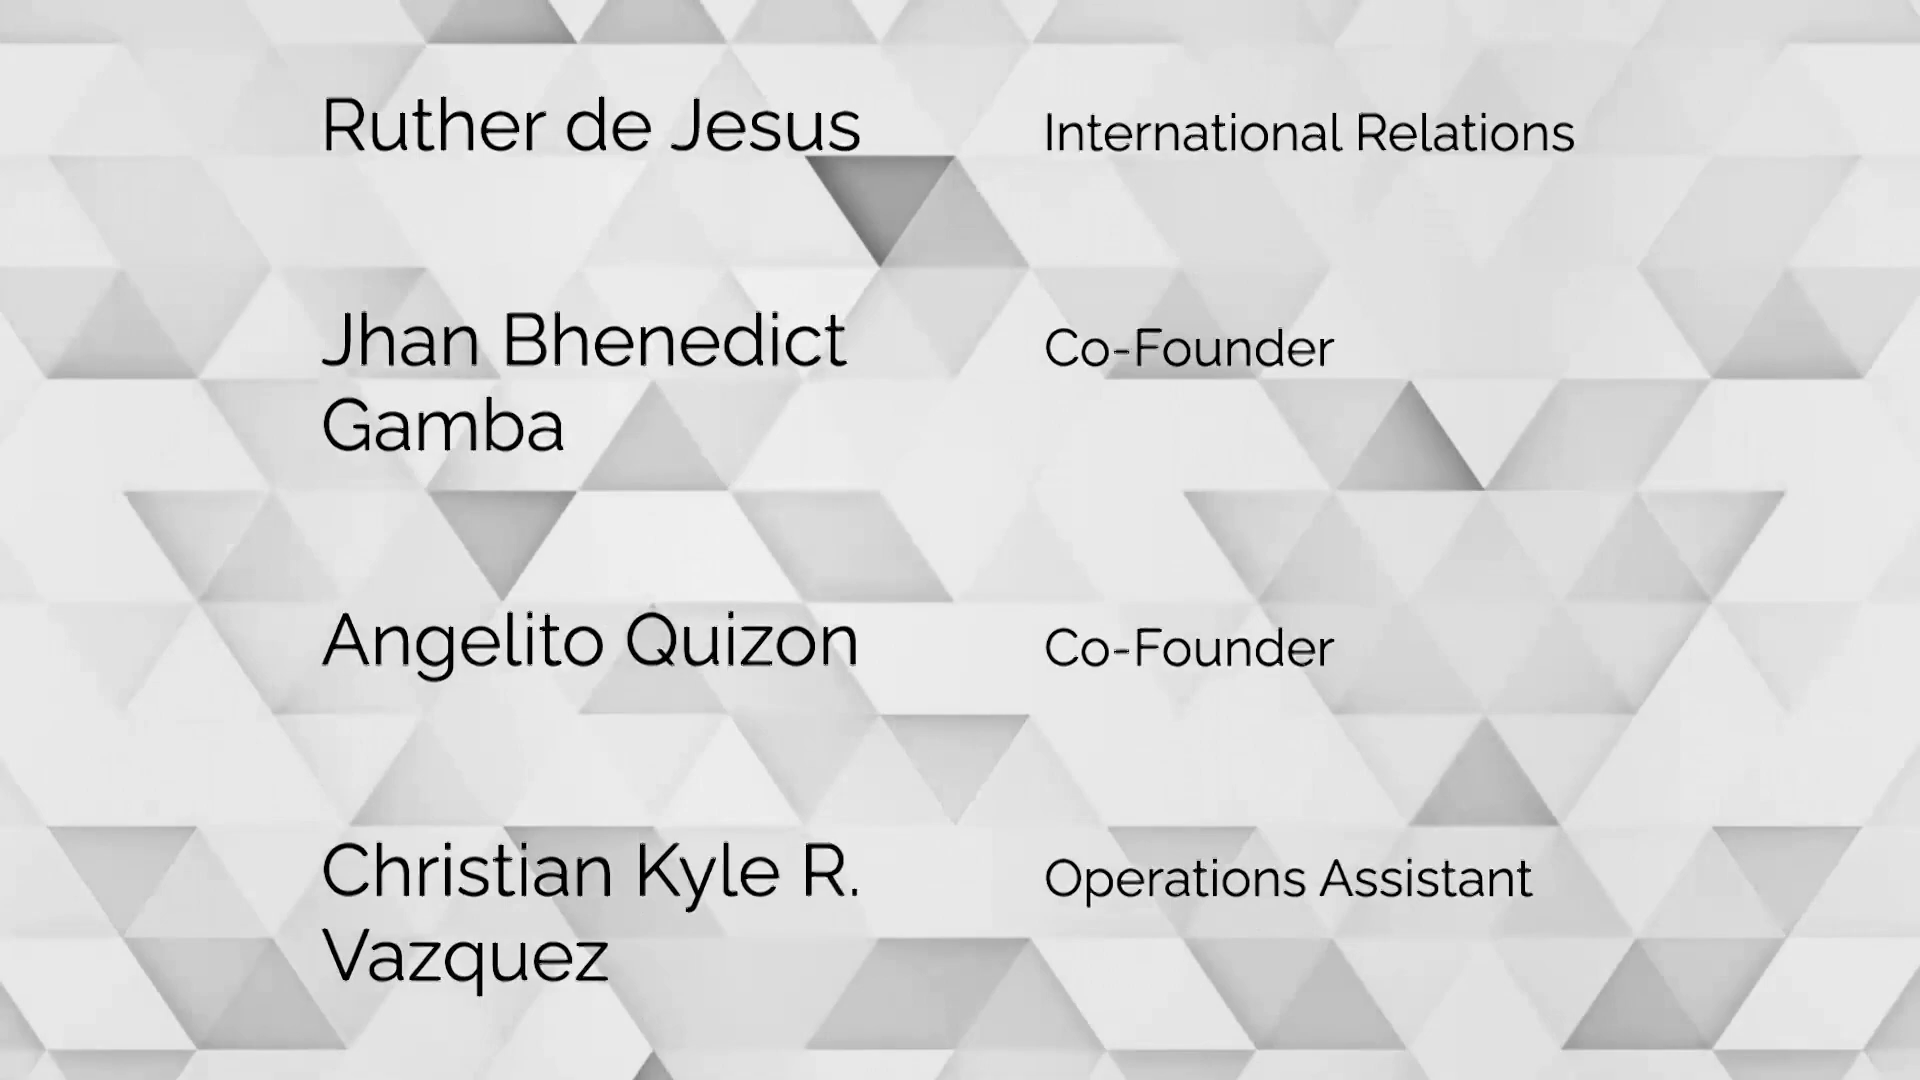 Ruther de Jesus International Relations
Jhan Bhenedict Co-Founder
Gamba
Angelito Quizon Co-Founder
Christian Kyle R. Operations Assistant
Vazquez